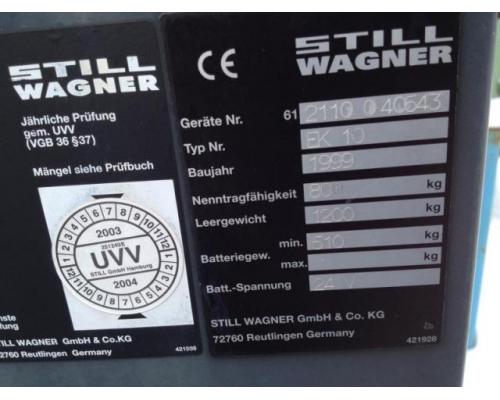 STILL
WAGNER
Jährliche Prüfung
gem. UVV
(VGB 36 §37)
Mängel siehe Prüfbuch
2003
251249E
UVV
STILL GmbH Hamburg
2004
STILL WAGNER GmbH & Co.KG
72760 Reutlingen Germany
421939
STILL
WAGNER
CE
Geräte Nr. 61 2110 0 40543
Typ Nr. EK 10
Baujahr 1999
Nenntragfähigkeit 800 kg
Leergewicht 1200 kg
min. 510 kg
Batteriegew.
max. kg
Batt.-Spannung 24 V
STILL WAGNER GmbH & Co. KG
72760 Reutlingen Germany
421928